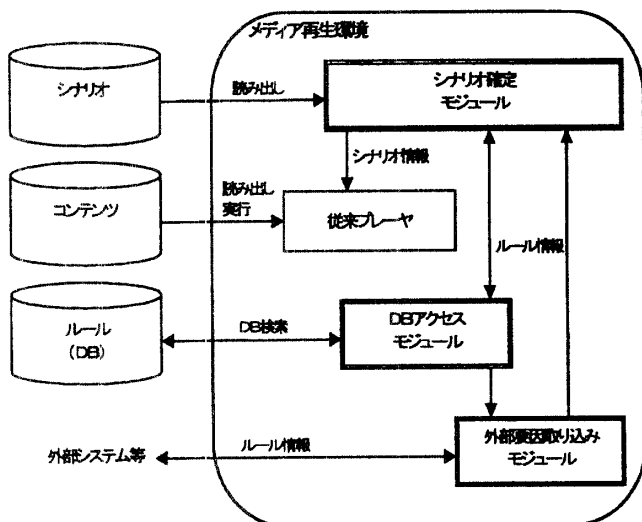 メディア再生環境
シナリオ
読み出し
シナリオ確定
モジュール
シナリオ情報
コンテンツ
読み出し
実行
従来プレーヤ
ルール情報
ルール
(DB)
DB検索
DBアクセス
モジュール
外部システム等
ルール情報
外部要因取り込み
モジュール